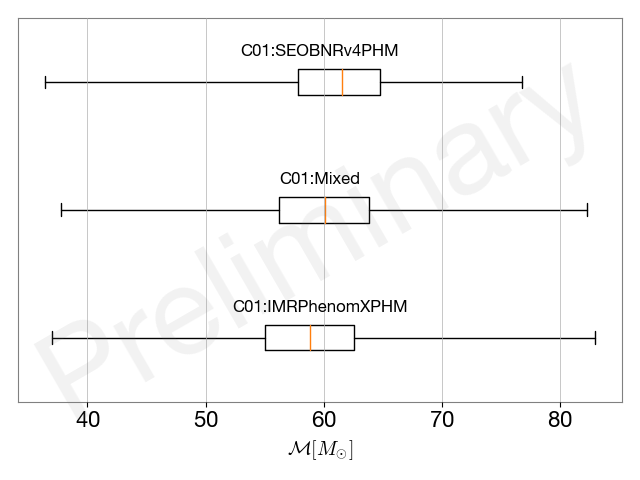 C01:SEOBNRv4PHM
C01:Mixed
C01:IMRPhenomXPHM
Preliminary
40 50 60 70 80
ℳ[M☉]